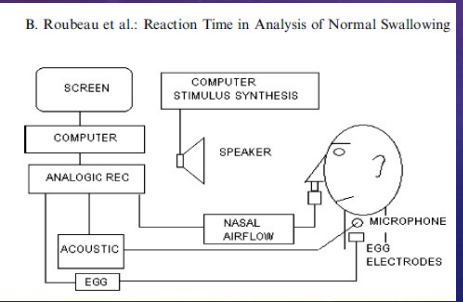 B. Roubeau et al.: Reaction Time in Analysis of Normal Swallowing
SCREEN
COMPUTER
STIMULUS SYNTHESIS
COMPUTER
SPEAKER
ANALOGIC REC
NASAL
AIRFLOW
MICROPHONE
ACOUSTIC
EGG
ELECTRODES
EGG